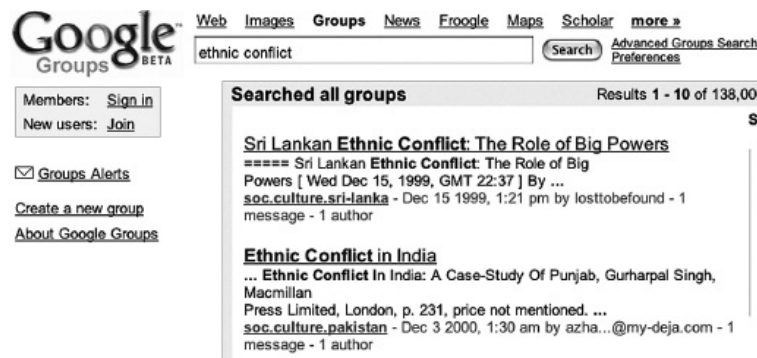 Google™
Groups BETA
Web Images Groups News Froogle Maps Scholar more »
ethnic conflict
Search
Advanced Groups Search
Preferences
Members: Sign in
New users: Join
Groups Alerts
Create a new group
About Google Groups
Searched all groups Results 1 - 10 of 138,00
S
Sri Lankan Ethnic Conflict: The Role of Big Powers
===== Sri Lankan Ethnic Conflict: The Role of Big
Powers [ Wed Dec 15, 1999, GMT 22:37 ] By ...
soc.culture.sri-lanka - Dec 15 1999, 1:21 pm by losttobefound - 1
message - 1 author
Ethnic Conflict in India
... Ethnic Conflict In India: A Case-Study Of Punjab, Gurharpal Singh,
Macmillan
Press Limited, London, p. 231, price not mentioned. ...
soc.culture.pakistan - Dec 3 2000, 1:30 am by azha...@my-deja.com - 1
message - 1 author